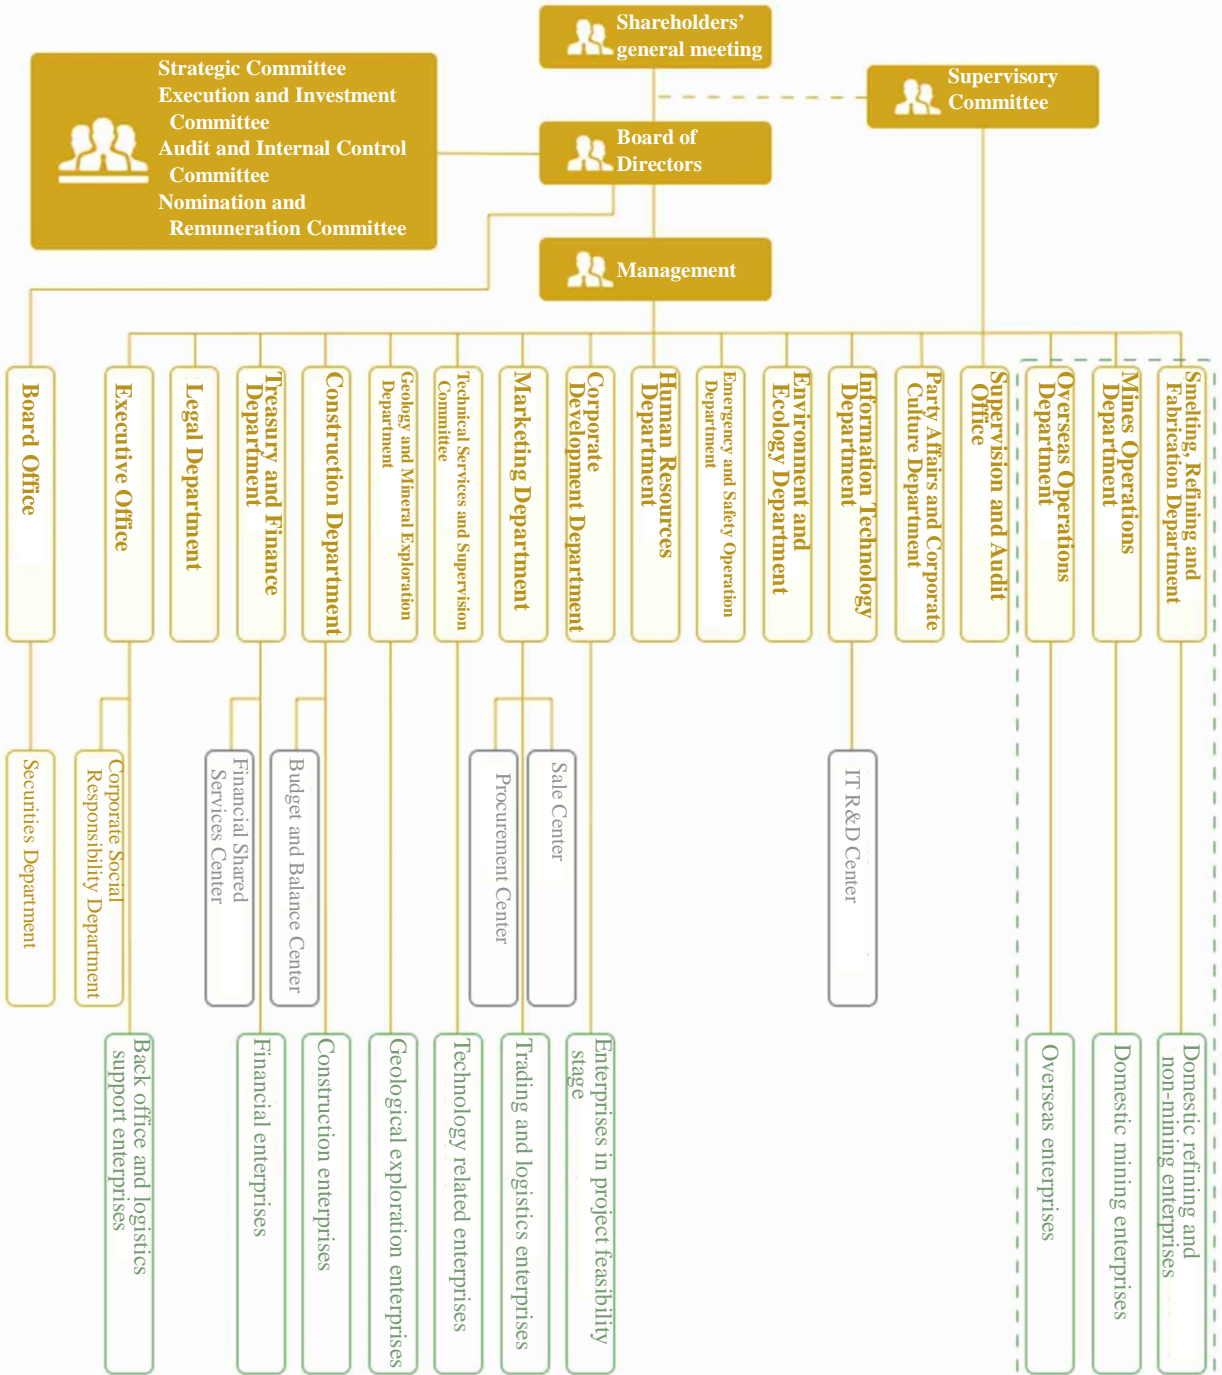 Shareholders’
general meeting
Strategic Committee
Execution and Investment
Committee
Audit and Internal Control
Committee
Nomination and
Remuneration Committee
Supervisory
Committee
Board of
Directors
Management
Board Office
Executive Office
Legal Department
Treasury and Finance
Department
Construction Department
Geology and Mineral Exploration
Department
Technical Services and Supervision
Committee
Marketing Department
Corporate
Development Department
Human Resources
Department
Emergency and Safety Operation
Department
Environment and
Ecology Department
Information Technology
Department
Party Affairs and Corporate
Culture Department
Supervision and Audit
Office
Overseas Operations
Department
Mines Operations
Department
Smelting, Refining and
Fabrication Department
Securities Department
Corporate Social
Responsibility Department
Financial Shared
Services Center
Budget and Balance Center
Procurement Center
Sale Center
IT R&D Center
Back office and logistics
support enterprises
Financial enterprises
Construction enterprises
Geological exploration enterprises
Technology related enterprises
Trading and logistics enterprises
Enterprises in project feasibility
stage
Overseas enterprises
Domestic mining enterprises
Domestic refining and
non-mining enterprises